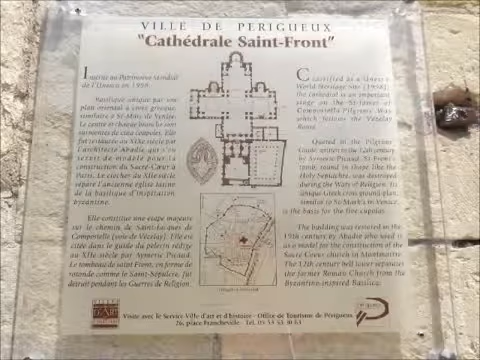 VILLE DE PERIGUEUX
"Cathédrale Saint-Front"
Inscrite au Patrimoine Mondial
de l'Unesco en 1998.
Basilique unique par son
plan oriental à croix grecque,
similaire à St-Marc de Venise.
Le centre et chaque bras
surmontés de cinq coupoles. Elle
fut restaurée au XIXe siècle par
l'architecte Abadie, qui s'en
servit de modèle pour la
construction du Sacré-Cœur à
Paris. Le clocher du XIIe siècle
sépare l'ancienne église latine
de la basilique d'inspiration
byzantine.
Elle constitue une étape majeure
sur le chemin de Saint-Jacques de
Compostelle (voie de Vézelay). Elle est
citée dans le guide du pèlerin rédigé
au XIIe siècle par Aymeric Picaud.
Le tombeau de saint Front, en forme de
rotonde comme le Saint-Sépulcre, fut
détruit pendant les Guerres de Religion.
Classified as a Unesco
World Heritage Site (1998),
the cathedral is an important
stage on the St-James of
Compostella Pilgrims' Way
which follows the Vézelay
Route.
Quoted in the Pilgrims
Guide, written in the 12th century
by Aymeric Picaud, St-Front's
tomb, round in shape like the
Holy Sepulchre, was destroyed
during the Wars of Religion. Its
unique Greek cross ground-plan,
similar to St-Mark's in Venice,
is the basis for the five cupolas.
The building was restored in the
19th century by Abadie who used it
as a model for the construction of the
Sacré Coeur church in Montmartre.
The 12th century bell tower separates
the former Roman Church from the
Byzantine-inspired Basilica.
Visite avec le Service Ville d'art et d'histoire - Office de Tourisme de Périgueux
26, place Francheville - Tel. 05 53 53 10 63